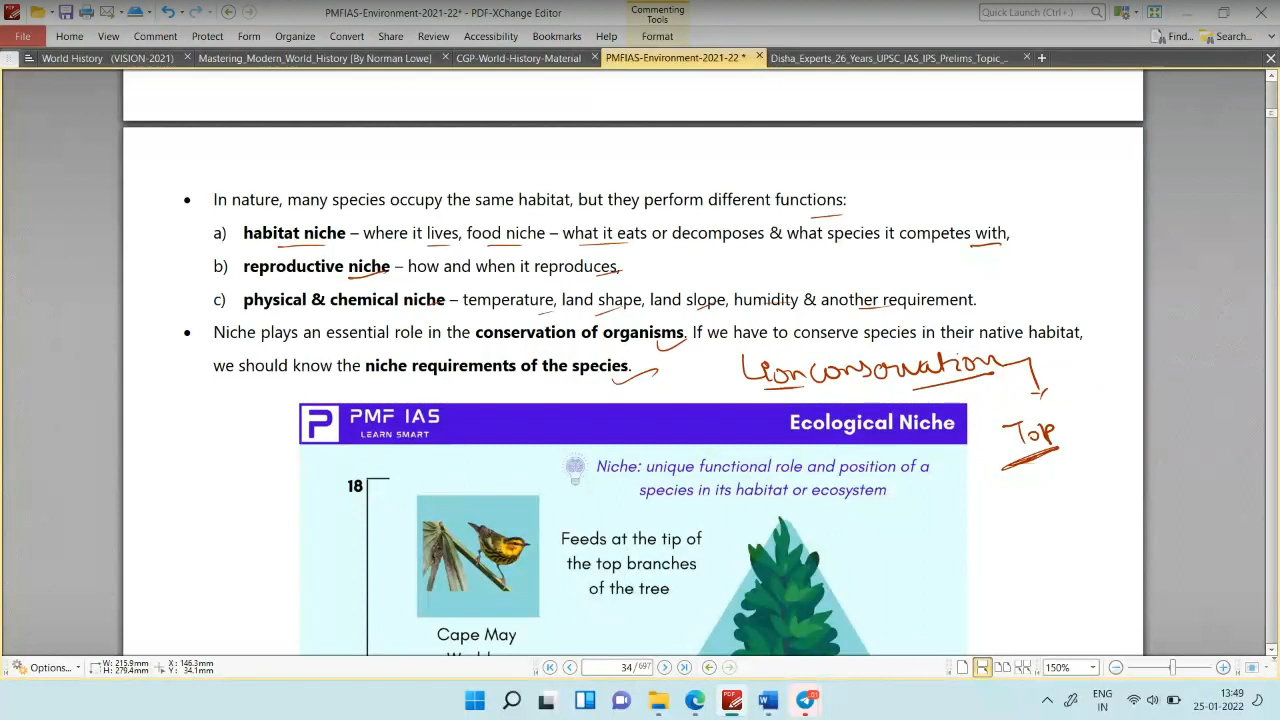 PMFIAS-Environment-2021-22* - PDF-XChange Editor
Commenting Tools
Quick Launch (Ctrl+.)
File Home View Comment Protect Form Organize Convert Share Review Accessibility Bookmarks Help Format Find... Search...
World History (VISION-2021) Mastering_Modern_World_History [By Norman Lowe] CGP-World-History-Material PMFIAS-Environment-2021-22 * Disha_Experts_26_Years_UPSC_IAS_IPS_Prelims_Topic_...
• In nature, many species occupy the same habitat, but they perform different functions:
a) habitat niche – where it lives, food niche – what it eats or decomposes & what species it competes with,
b) reproductive niche – how and when it reproduces,
c) physical & chemical niche – temperature, land shape, land slope, humidity & another requirement.
• Niche plays an essential role in the conservation of organisms. If we have to conserve species in their native habitat,
we should know the niche requirements of the species.
Top
P PMF IAS
LEARN SMART
Ecological Niche
Niche: unique functional role and position of a
species in its habitat or ecosystem
18
Feeds at the tip of
the top branches
of the tree
Cape May
Options...
W: 215.9mm
H: 279.4mm
X: 146.3mm
Y: 34.1mm
34 / 697
150%
ENG
IN
13:49
25-01-2022